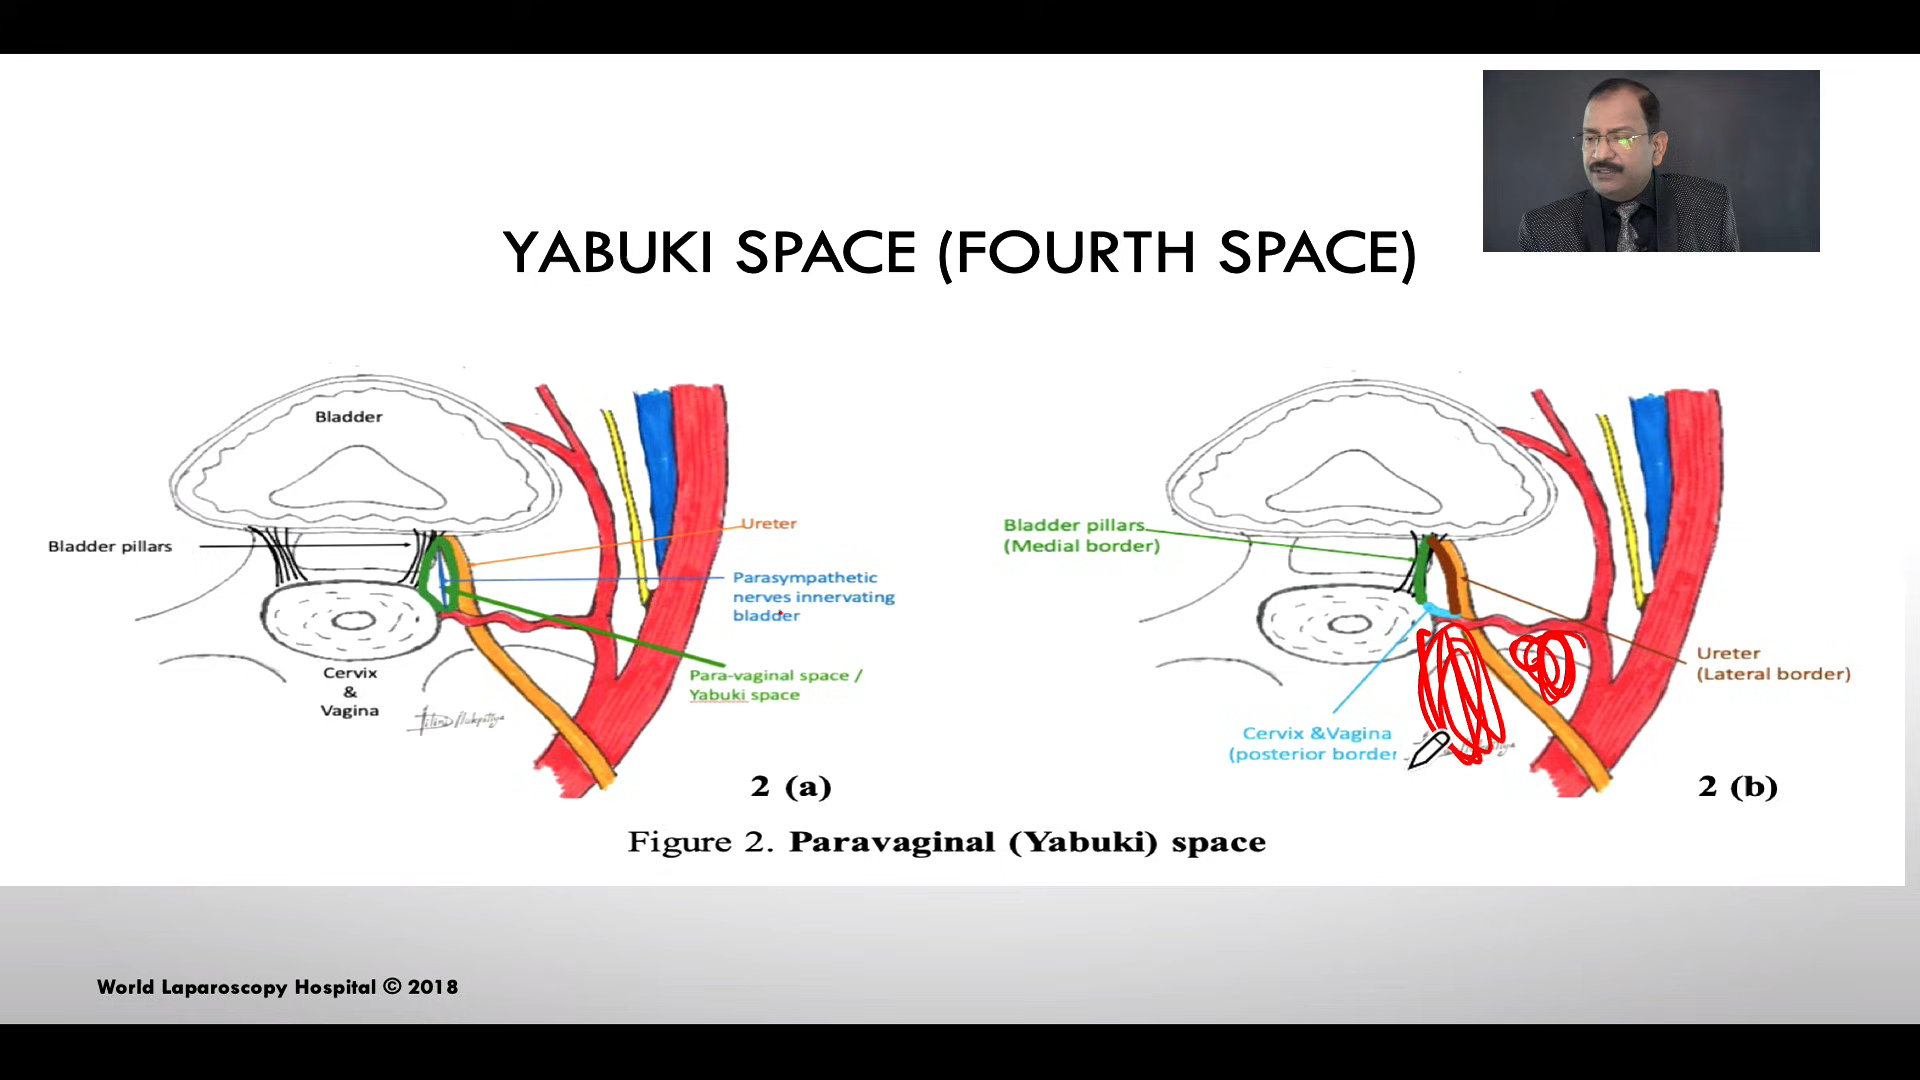 YABUKI SPACE (FOURTH SPACE)
Bladder
Bladder pillars
Ureter
Parasympathetic
nerves innervating
bladder
Para-vaginal space /
Yabuki space
Cervix
&
Vagina
2 (a)
Bladder pillars
(Medial border)
Ureter
(Lateral border)
Cervix &Vagina
(posterior border
2 (b)
Figure 2. Paravaginal (Yabuki) space
World Laparoscopy Hospital © 2018